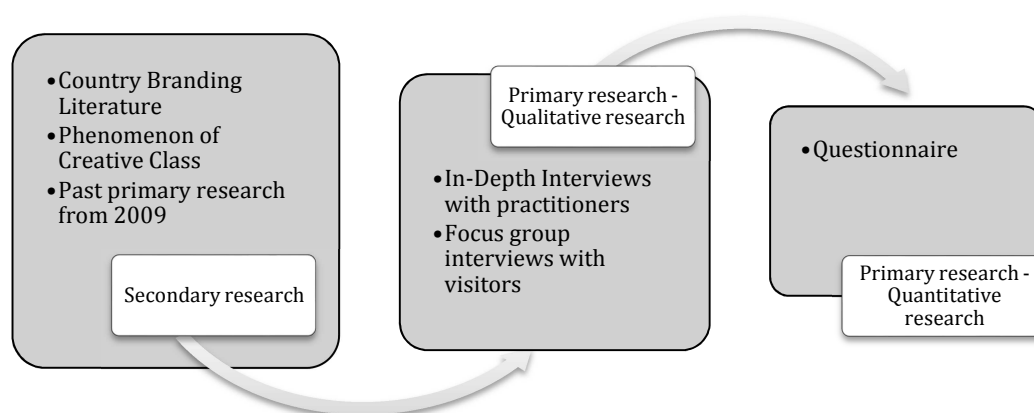 •Country Branding
Literature
•Phenomenon of
Creative Class
•Past primary research
from 2009
Secondary research
Primary research -
Qualitative research
•In-Depth Interviews
with practitioners
•Focus group
interviews with
visitors
•Questionnaire
Primary research -
Quantitative
research